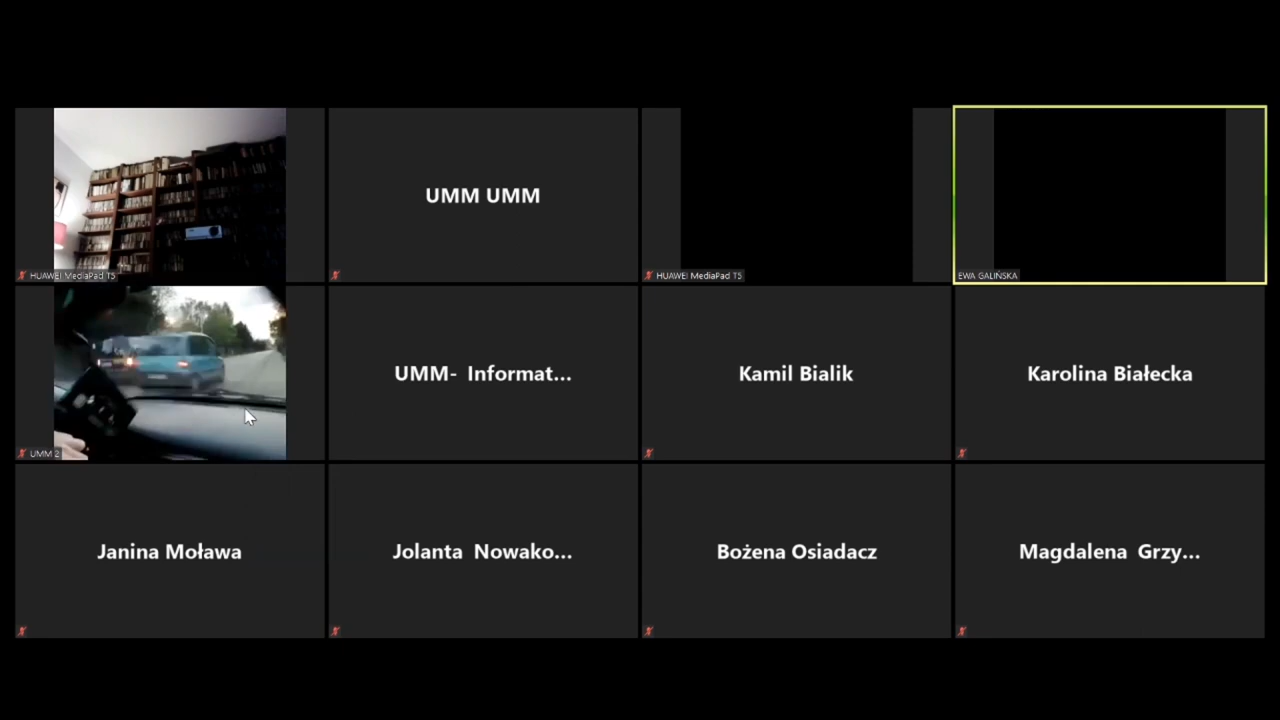 HUAWEI MediaPad T5
UMM UMM
HUAWEI MediaPad T5
EWA GALIŃSKA
UMM 2
UMM- Informat...
Kamil Bialik
Karolina Białecka
Janina Moława
Jolanta Nowako...
Bożena Osiadacz
Magdalena Grzy...